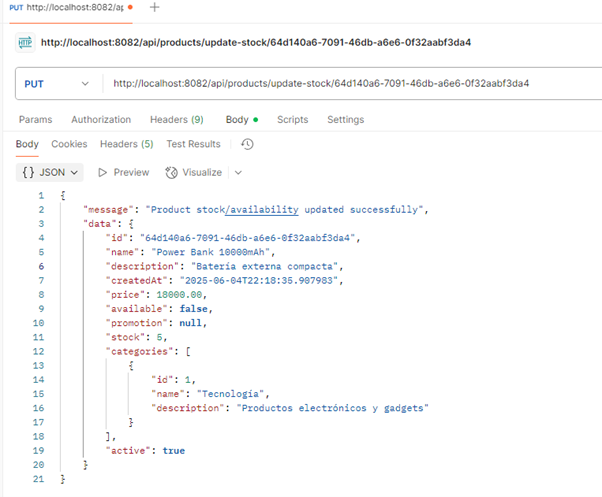 PUT http://localhost:8082/ap
HTTP http://localhost:8082/api/products/update-stock/64d140a6-7091-46db-a6e6-0f32aabf3da4
PUT http://localhost:8082/api/products/update-stock/64d140a6-7091-46db-a6e6-0f32aabf3da4
Params Authorization Headers (9) Body Scripts Settings
Body Cookies Headers (5) Test Results
{} JSON Preview Visualize
1 {
2 "message": "Product stock/availability updated successfully",
3 "data": {
4 "id": "64d140a6-7091-46db-a6e6-0f32aabf3da4",
5 "name": "Power Bank 10000mAh",
6 "description": "Batería externa compacta",
7 "createdAt": "2025-06-04T22:18:35.907983",
8 "price": 18000.00,
9 "available": false,
10 "promotion": null,
11 "stock": 5,
12 "categories": [
13 {
14 "id": 1,
15 "name": "Tecnología",
16 "description": "Productos electrónicos y gadgets"
17 }
18 ],
19 "active": true
20 }
21 }